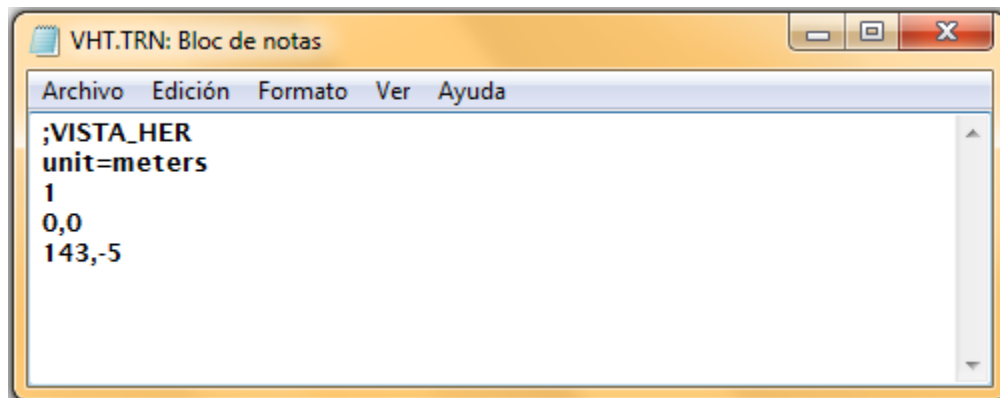 VHT.TRN: Bloc de notas
Archivo Edición Formato Ver Ayuda
;VISTA_HER
unit=meters
1
0,0
143,-5